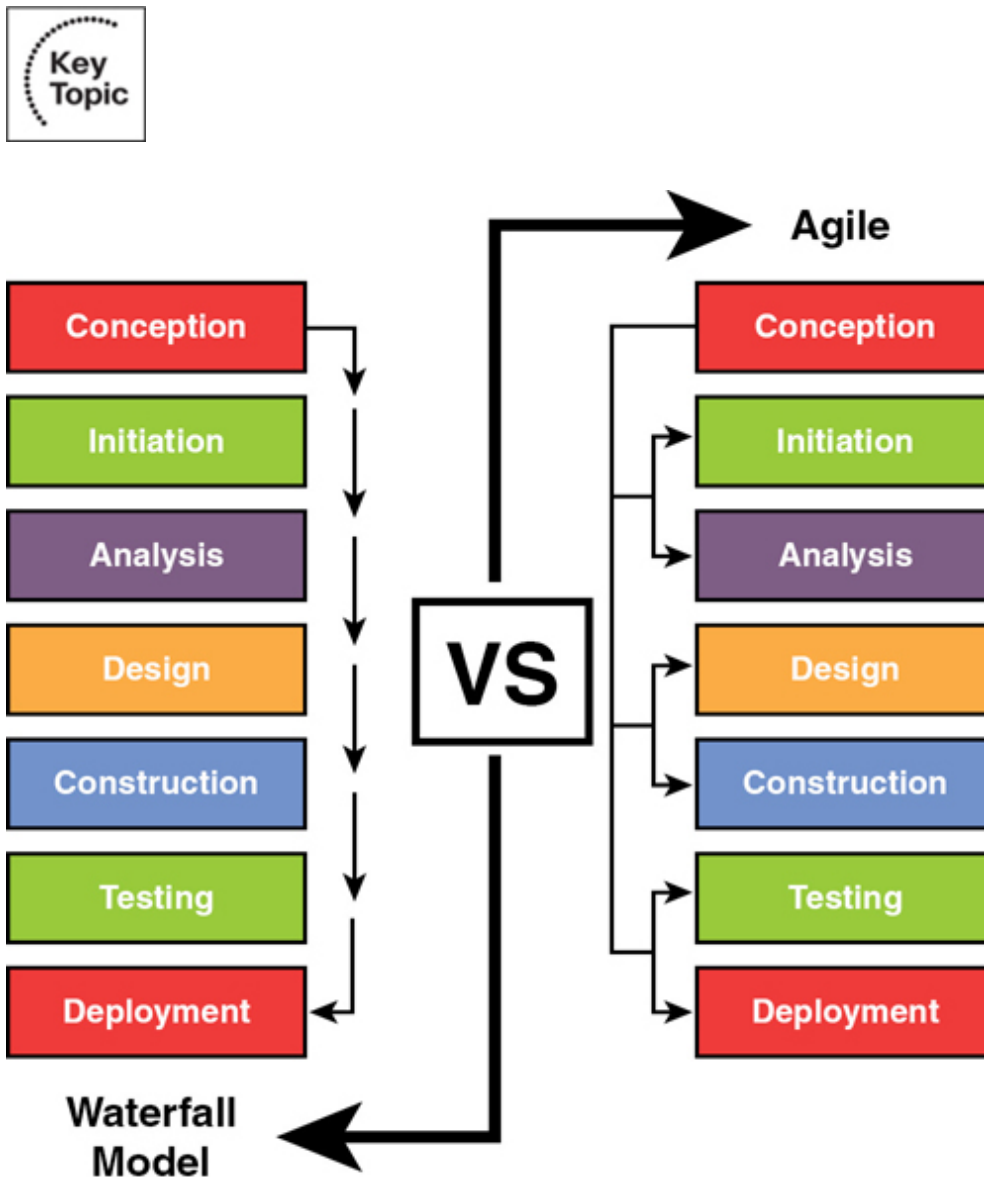 Key
Topic
Agile
Conception
Initiation
Analysis
Design
Construction
Testing
Deployment
VS
Conception
Initiation
Analysis
Design
Construction
Testing
Deployment
Waterfall
Model